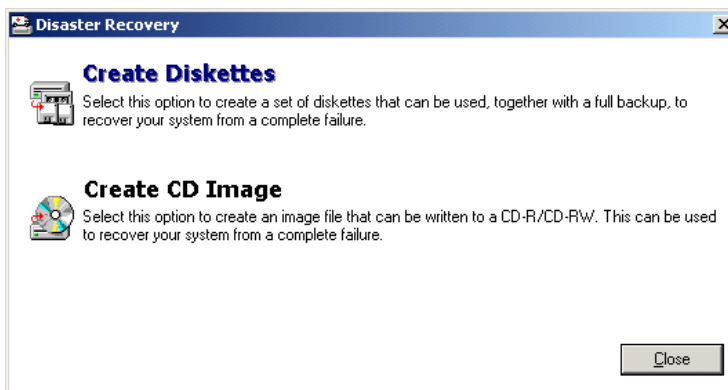 Disaster Recovery
Create Diskettes
Select this option to create a set of diskettes that can be used, together with a full backup, to
recover your system from a complete failure.
Create CD Image
Select this option to create an image file that can be written to a CD-R/CD-RW. This can be used
to recover your system from a complete failure.
Close